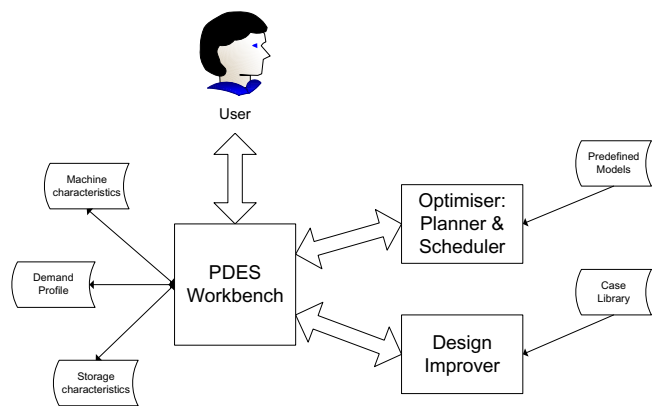 User
Machine
characteristics
Demand
Profile
Storage
characteristics
PDES
Workbench
Optimiser:
Planner &
Scheduler
Predefined
Models
Case
Library
Design
Improver